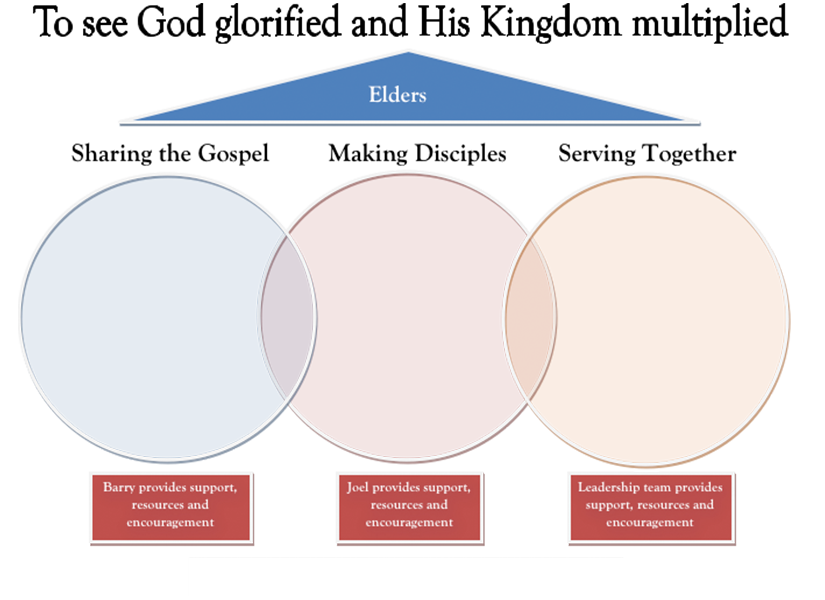 To see God glorified and His Kingdom multiplied
Elders
Sharing the Gospel
Making Disciples
Serving Together
Barry provides support,
resources and
encouragement
Joel provides support,
resources and
encouragement
Leadership team provides
support, resources and
encouragement